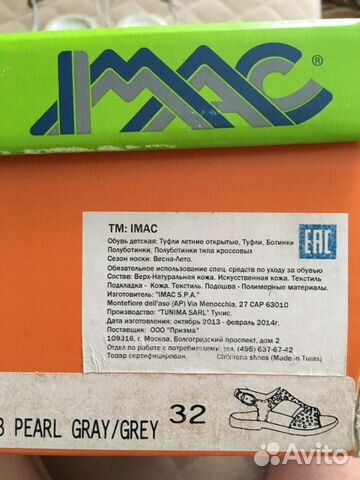 IMAC®
ТМ: IMAC
Обувь детская: Туфли летние открытые, Туфли, Ботинки
Полуботинки. Полуботинки типа кроссовых
Сезон носки: Весна-Лето.
Обязательное использование спец. средств по уходу за обувью
Состав: Верх-Натуральная кожа. Искусственная кожа. Текстиль
Подкладка - Кожа. Текстиль. Подошва - Полимерные материалы.
Изготовитель: "IMAC S.P.A."
Montefiore dell'aso (AP) Via Menocchia, 27 CAP 63010
Производство: "TUNIMA SARL" Тунис.
Дата изготовления: октябрь 2013 - февраль 2014г.
Поставщик: ООО "Призма"
109316, г. Москва, Волгоградский проспект, дом 2
Отдел по работе с потребителями: тел (495) 637-67-42
Товар сертифицирован. Childrens shoes (Made in Tunis)
EAC
3 PEARL GRAY/GREY 32
Avito